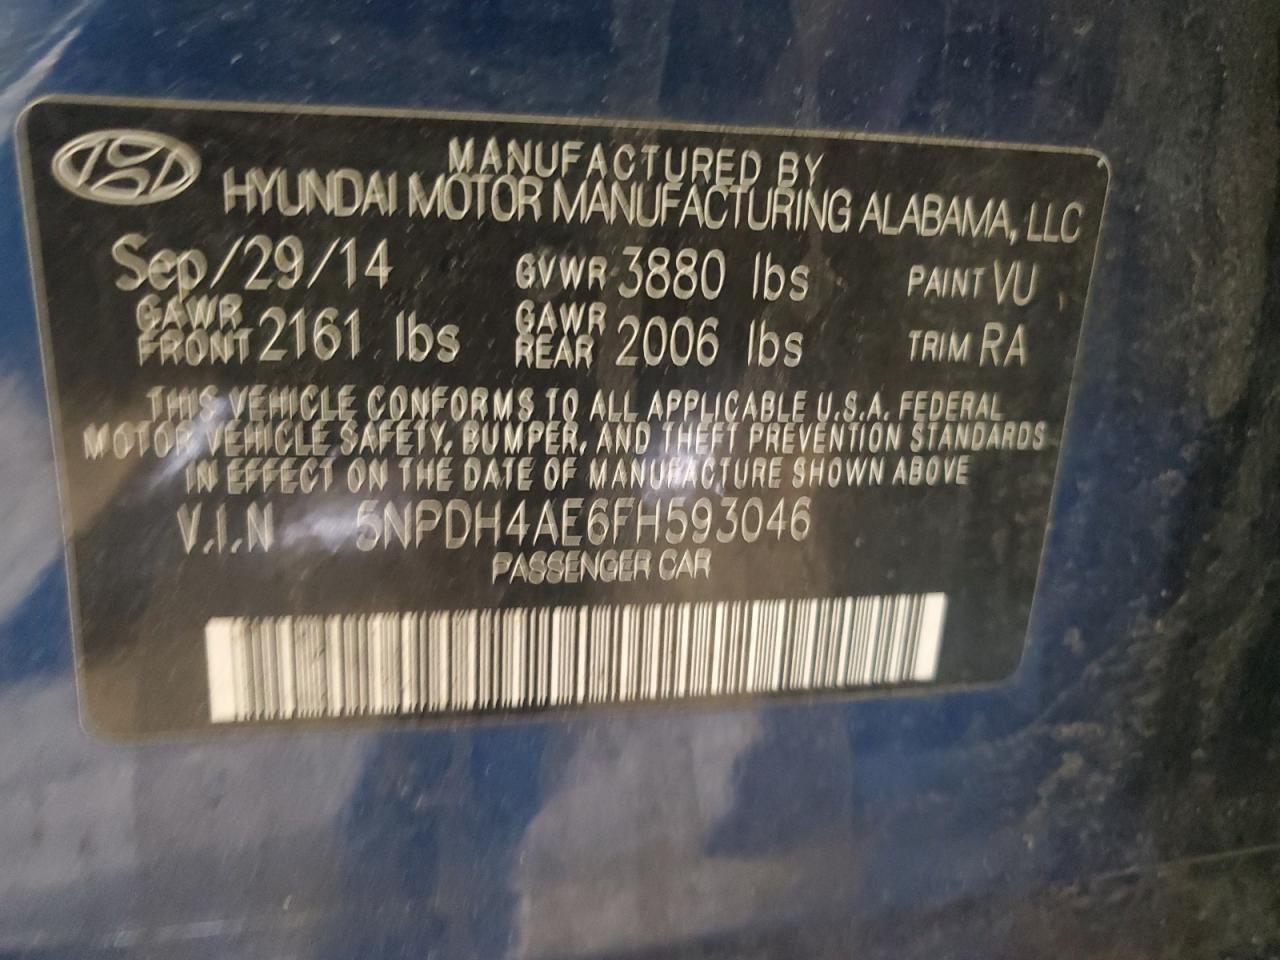 MANUFACTURED BY
HYUNDAI MOTOR MANUFACTURING ALABAMA, LLC
Sep/29/14 GVWR 3880 lbs PAINT VU
GAWR FRONT 2161 lbs GAWR REAR 2006 lbs TRIM RA
THIS VEHICLE CONFORMS TO ALL APPLICABLE U.S.A. FEDERAL
MOTOR VEHICLE SAFETY, BUMPER, AND THEFT PREVENTION STANDARDS
IN EFFECT ON THE DATE OF MANUFACTURE SHOWN ABOVE
V.I.N 5NPDH4AE6FH593046
PASSENGER CAR